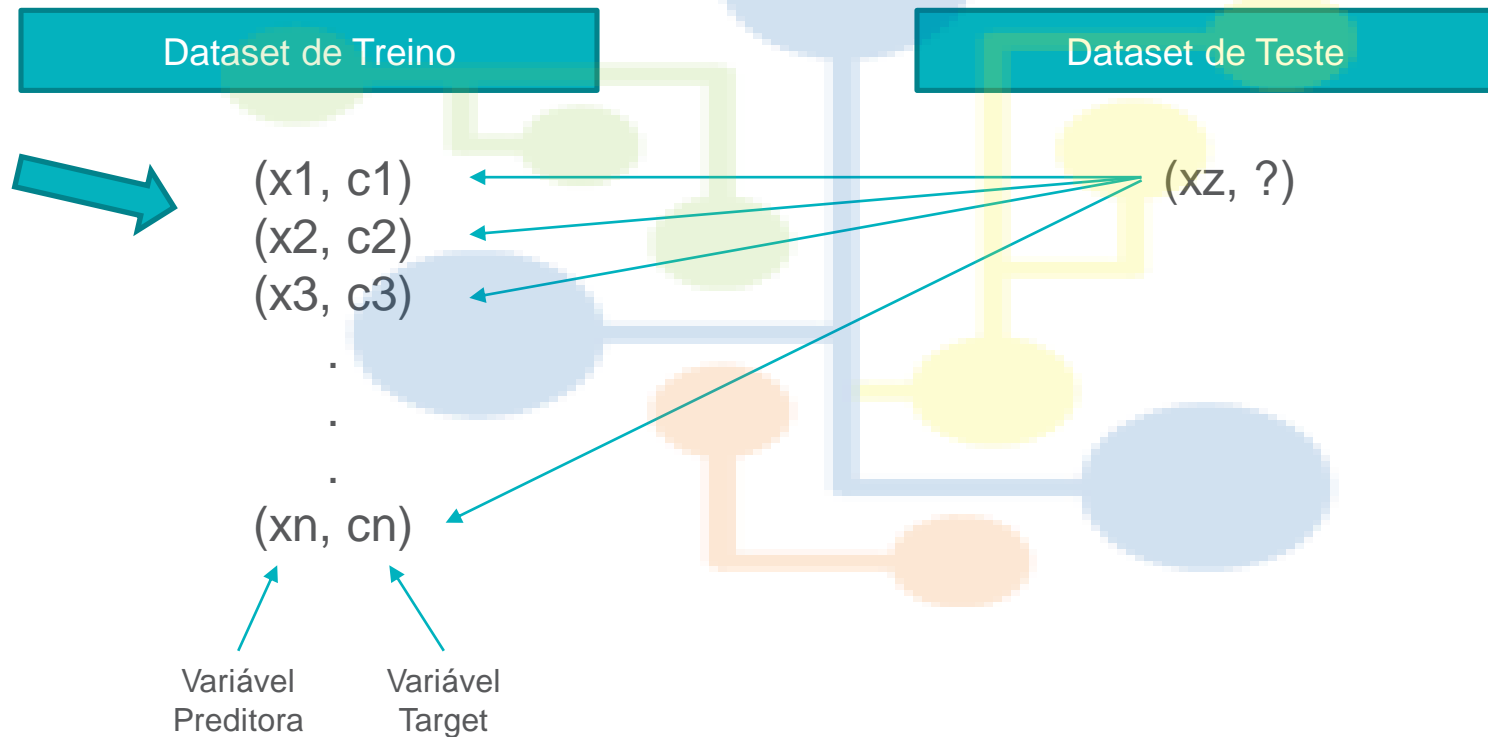 Dataset de Treino
Dataset de Teste
(x1, c1)
(xz, ?)
(x2, c2)
(x3, c3)
.
.
.
(xn, cn)
Variável
Preditora
Variável
Target